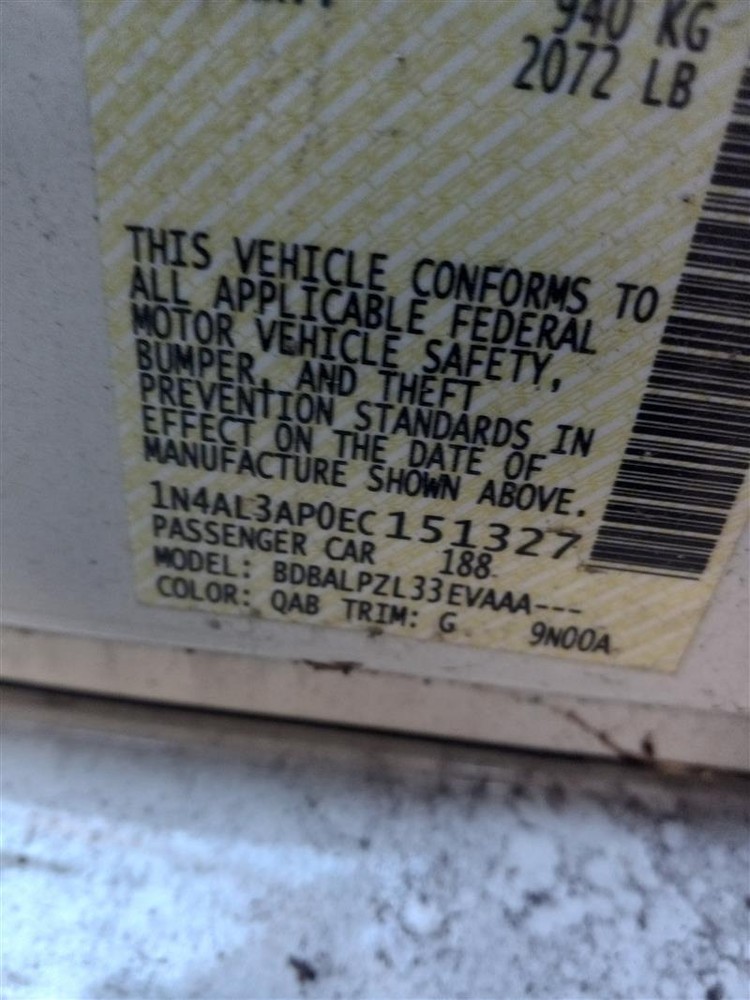 940 KG
2072 LB
THIS VEHICLE CONFORMS TO
ALL APPLICABLE FEDERAL
MOTOR VEHICLE SAFETY,
BUMPER, AND THEFT
PREVENTION STANDARDS IN
EFFECT ON THE DATE OF
MANUFACTURE SHOWN ABOVE.
1N4AL3AP0EC151327
PASSENGER CAR 188
MODEL: BDBALPZL33EVAAA---
COLOR: QAB TRIM: G 9N00A